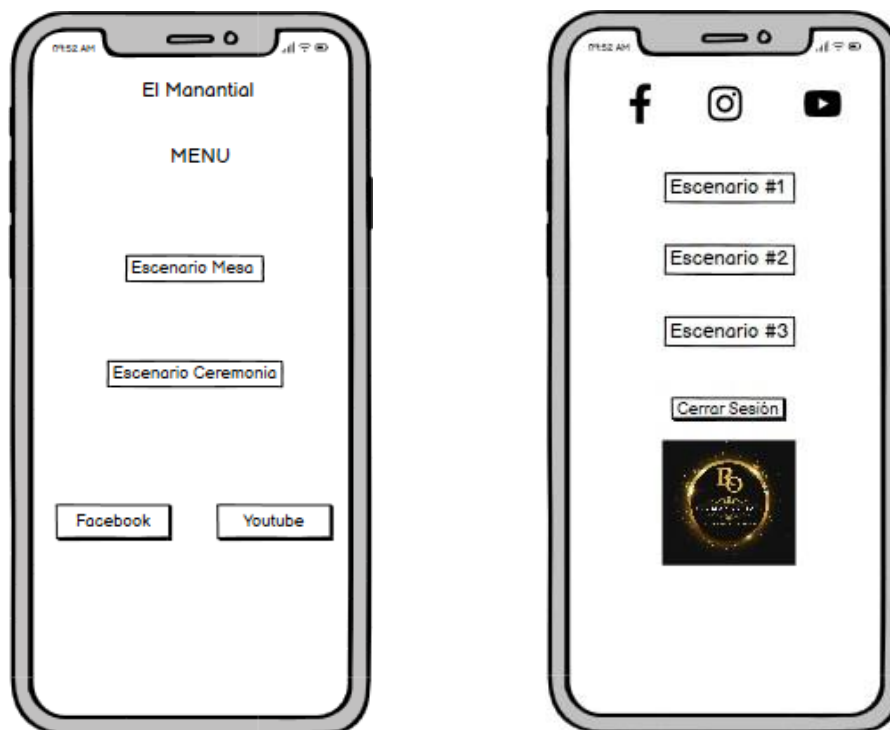 09:52 AM
El Manantial
MENU
Escenario Mesa
Escenario Ceremonia
Facebook
Youtube
09:52 AM
Escenario #1
Escenario #2
Escenario #3
Cerrar Sesión